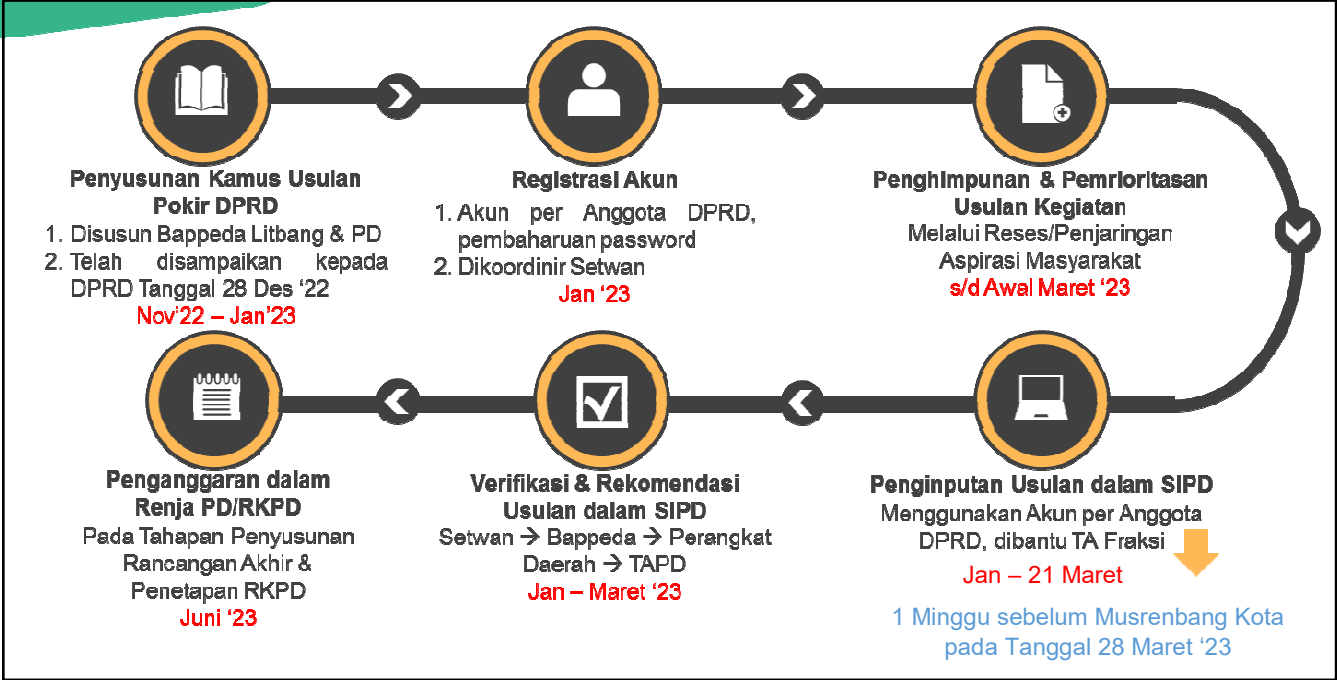 Penyusunan Kamus Usulan
Pokir DPRD
1. Disusun Bappeda Litbang & PD
2. Telah disampaikan kepada
DPRD Tanggal 28 Des ‘22
Nov’22 – Jan’23
Registrasi Akun
1. Akun per Anggota DPRD,
pembaharuan password
2. Dikoordinir Setwan
Jan ‘23
Penghimpunan & Pemrioritasan
Usulan Kegiatan
Melalui Reses/Penjaringan
Aspirasi Masyarakat
s/d Awal Maret ‘23
Penginputan Usulan dalam SIPD
Menggunakan Akun per Anggota
DPRD, dibantu TA Fraksi
Jan – 21 Maret
1 Minggu sebelum Musrenbang Kota
pada Tanggal 28 Maret ‘23
Verifikasi & Rekomendasi
Usulan dalam SIPD
Setwan → Bappeda → Perangkat
Daerah → TAPD
Jan – Maret ‘23
Penganggaran dalam
Renja PD/RKPD
Pada Tahapan Penyusunan
Rancangan Akhir &
Penetapan RKPD
Juni ‘23